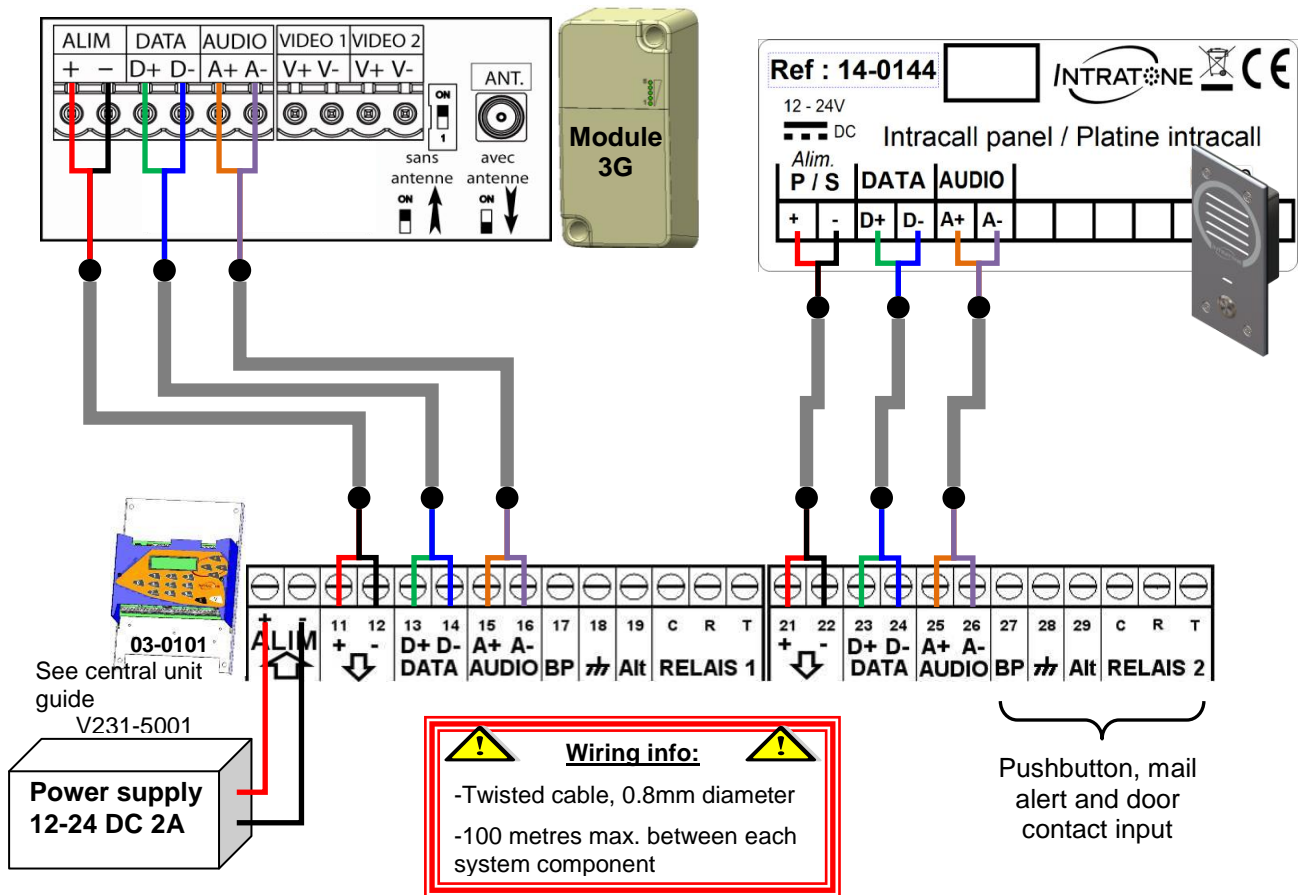 ALIM DATA AUDIO VIDEO 1 VIDEO 2
+ − D+ D- A+ A- V+ V- V+ V-
ANT.
ON
1
sans antenne
avec antenne
ON
ON
Module
3G
Ref : 14-0144
INTRATONE
CE
12 - 24V
DC
Intracall panel / Platine intracall
Alim.
P / S DATA AUDIO
+ - D+ D- A+ A-
03-0101
See central unit
guide
V231-5001
+ -
ALIM
11 12 13 14 15 16 17 18 19 C R T
+ - D+ D- A+ A-
DATA AUDIO BP Alt RELAIS 1
21 22 23 24 25 26 27 28 29 C R T
+ - D+ D- A+ A-
DATA AUDIO BP Alt RELAIS 2
Power supply
12-24 DC 2A
! Wiring info: !
-Twisted cable, 0.8mm diameter
-100 metres max. between each
system component
Pushbutton, mail
alert and door
contact input